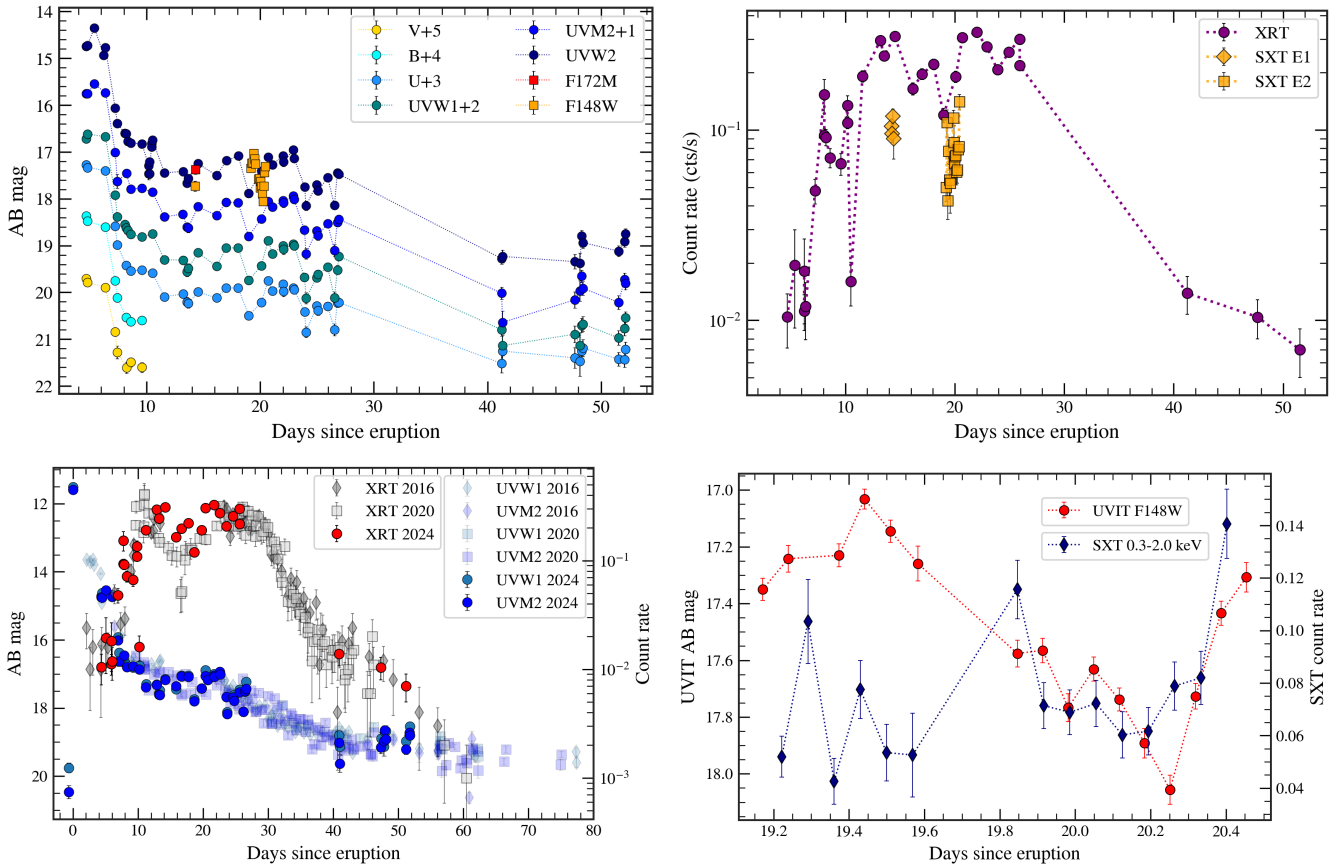 14
15
16
17
18
19
20
21
22
AB mag
10
20
30
40
50
Days since eruption
V+5
B+4
U+3
UVW1+2
UVM2+1
UVW2
F172M
F148W
10⁻¹
10⁻²
Count rate (cts/s)
10
20
30
40
50
Days since eruption
XRT
SXT E1
SXT E2
12
14
16
18
20
AB mag
0
10
20
30
40
50
60
70
80
Days since eruption
10⁻¹
10⁻²
10⁻³
Count rate
XRT 2016
XRT 2020
XRT 2024
UVW1 2016
UVM2 2016
UVW1 2020
UVM2 2020
UVW1 2024
UVM2 2024
17.0
17.2
17.4
17.6
17.8
18.0
UVIT AB mag
19.2
19.4
19.6
19.8
20.0
20.2
20.4
Days since eruption
0.14
0.12
0.10
0.08
0.06
0.04
SXT count rate
UVIT F148W
SXT 0.3-2.0 keV